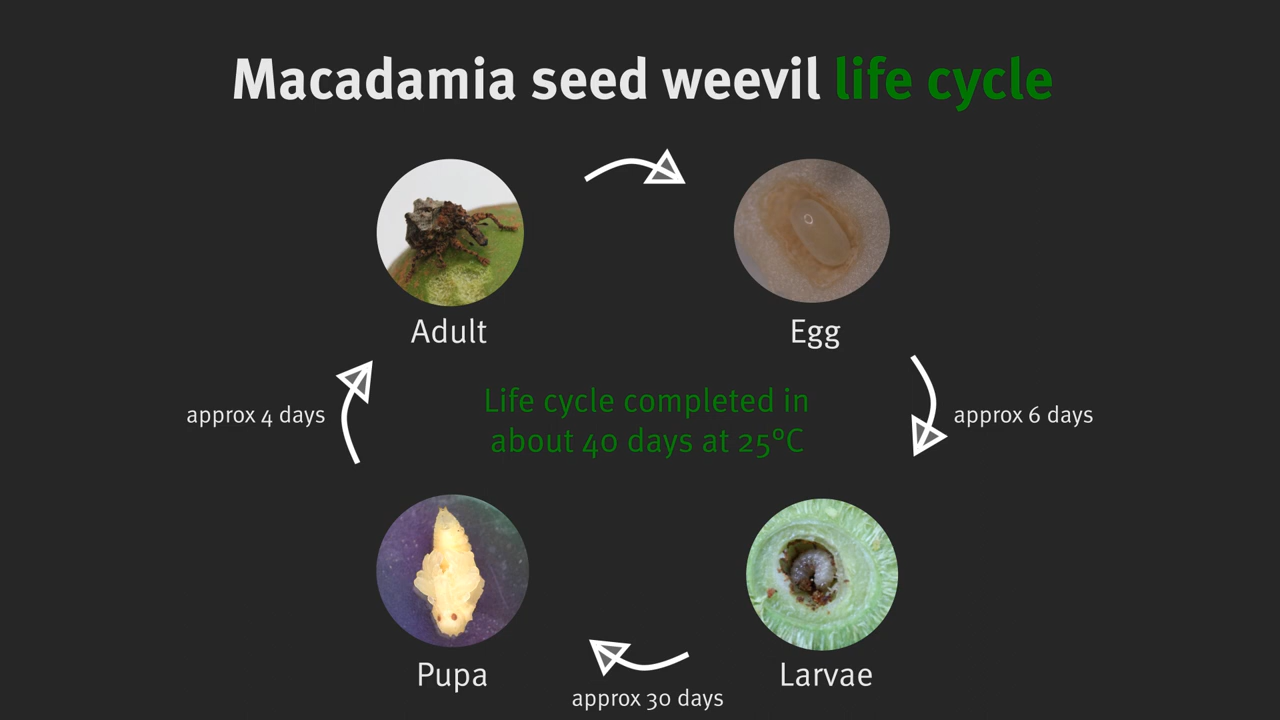 Macadamia seed weevil life cycle
Adult
Egg
approx 4 days
Life cycle completed in
about 40 days at 25°C
approx 6 days
Pupa
Larvae
approx 30 days